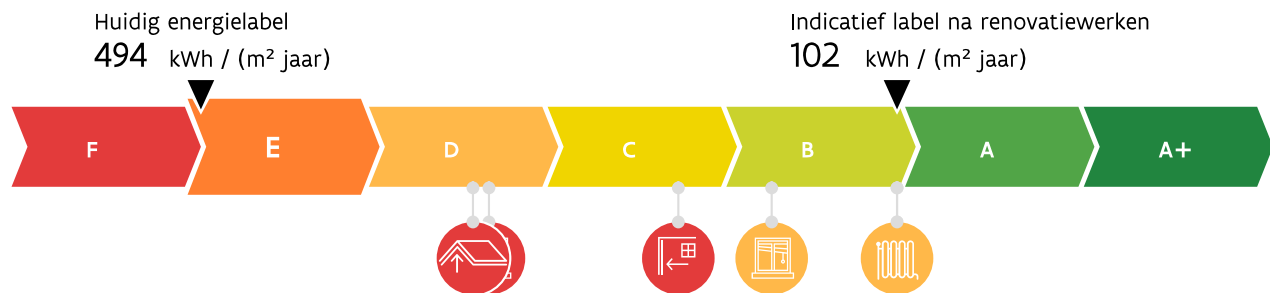 Huidig energielabel
494 kWh / (m² jaar)
Indicatief label na renovatiewerken
102 kWh / (m² jaar)
F E D C B A A+